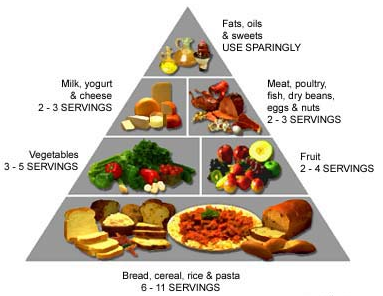 Fats, oils
& sweets
USE SPARINGLY
Milk, yogurt
& cheese
2 - 3 SERVINGS
Meat, poultry,
fish, dry beans,
eggs & nuts
2 - 3 SERVINGS
Vegetables
3 - 5 SERVINGS
Fruit
2 - 4 SERVINGS
Bread, cereal, rice & pasta
6 - 11 SERVINGS